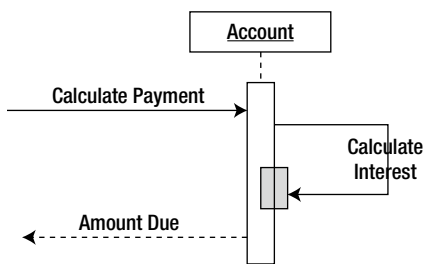 Account
Calculate Payment
Calculate
Interest
Amount Due